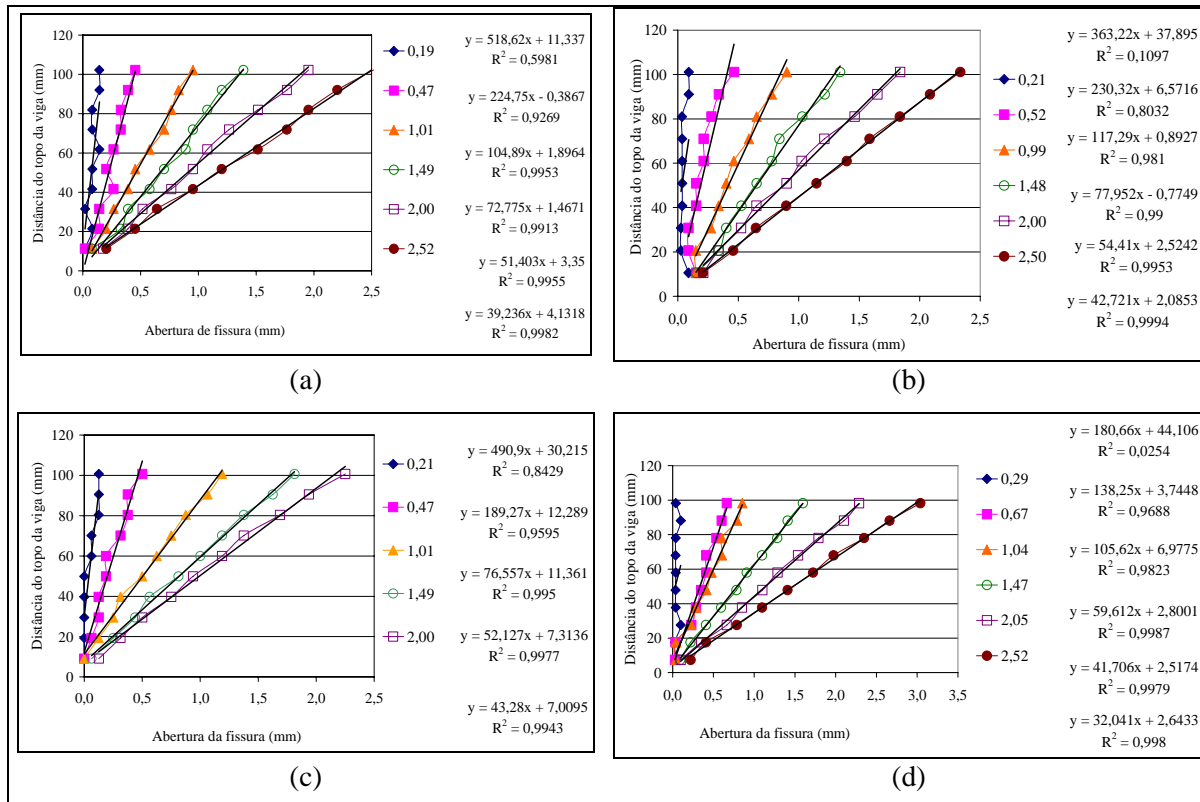 Distância do topo da viga (mm)
120
100
80
60
40
20
0
0,0 0,5 1,0 1,5 2,0 2,5
Abertura de fissura (mm)
0,19
0,47
1,01
1,49
2,00
2,52
y = 518,62x + 11,337
R² = 0,5981
y = 224,75x - 0,3867
R² = 0,9269
y = 104,89x + 1,8964
R² = 0,9953
y = 72,775x + 1,4671
R² = 0,9913
y = 51,403x + 3,35
R² = 0,9955
y = 39,236x + 4,1318
R² = 0,9982
(a)
Distância do topo da viga (mm)
120
100
80
60
40
20
0
0,0 0,5 1,0 1,5 2,0 2,5
Abertura de fissura (mm)
0,21
0,52
0,99
1,48
2,00
2,50
y = 363,22x + 37,895
R² = 0,1097
y = 230,32x + 6,5716
R² = 0,8032
y = 117,29x + 0,8927
R² = 0,981
y = 77,952x - 0,7749
R² = 0,99
y = 54,41x + 2,5242
R² = 0,9953
y = 42,721x + 2,0853
R² = 0,9994
(b)
Distância do topo da viga (mm)
120
100
80
60
40
20
0
0,0 0,5 1,0 1,5 2,0 2,5
Abertura da fissura (mm)
0,21
0,47
1,01
1,49
2,00
y = 490,9x + 30,215
R² = 0,8429
y = 189,27x + 12,289
R² = 0,9595
y = 76,557x + 11,361
R² = 0,995
y = 52,127x + 7,3136
R² = 0,9977
y = 43,28x + 7,0095
R² = 0,9943
(c)
Distância do topo da viga (mm)
120
100
80
60
40
20
0
0,0 0,5 1,0 1,5 2,0 2,5 3,0 3,5
Abertura da fissura (mm)
0,29
0,67
1,04
1,47
2,05
2,52
y = 180,66x + 44,106
R² = 0,0254
y = 138,25x + 3,7448
R² = 0,9688
y = 105,62x + 6,9775
R² = 0,9823
y = 59,612x + 2,8001
R² = 0,9987
y = 41,706x + 2,5174
R² = 0,9979
y = 32,041x + 2,6433
R² = 0,998
(d)